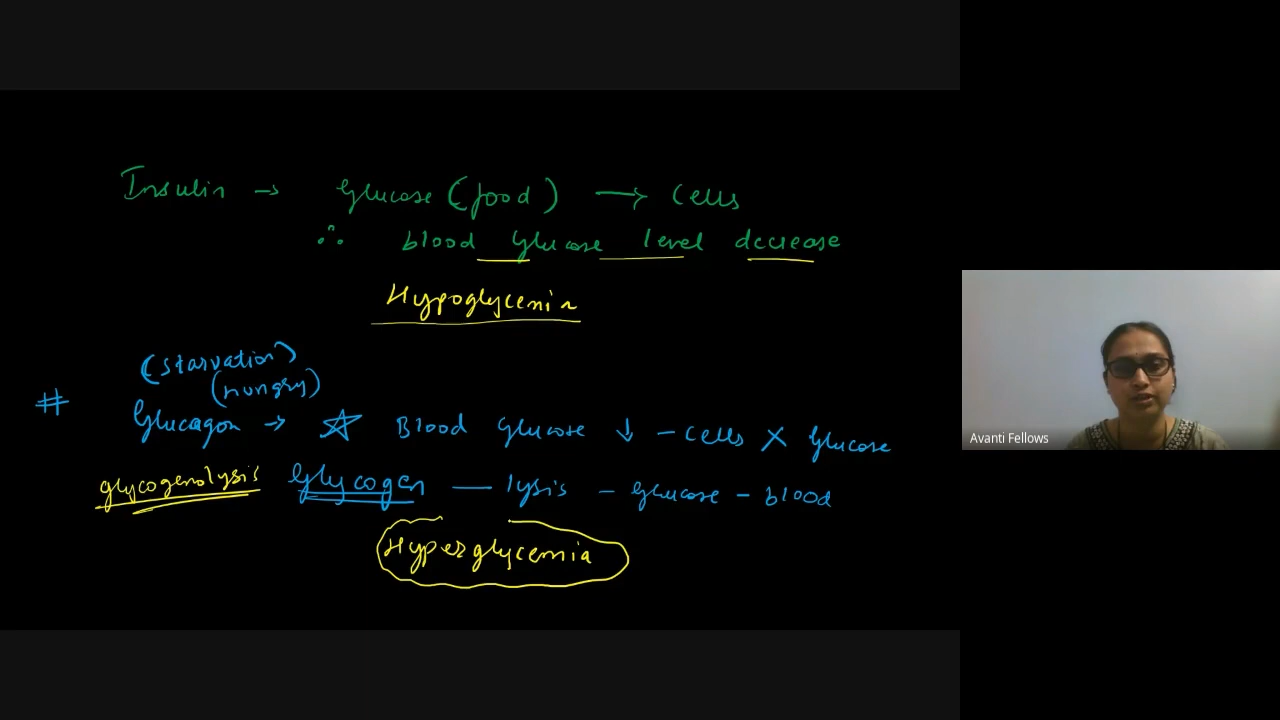 Insulin → Glucose (food) → cells
∴ blood glucose level decrease
Hypoglycemia
(starvation)
(hungry)
# Glucagon → ☆ Blood glucose ↓ - cells X glucose
glycogenolysis Glycogen — lysis - glucose - blood
Hyperglycemia
Avanti Fellows